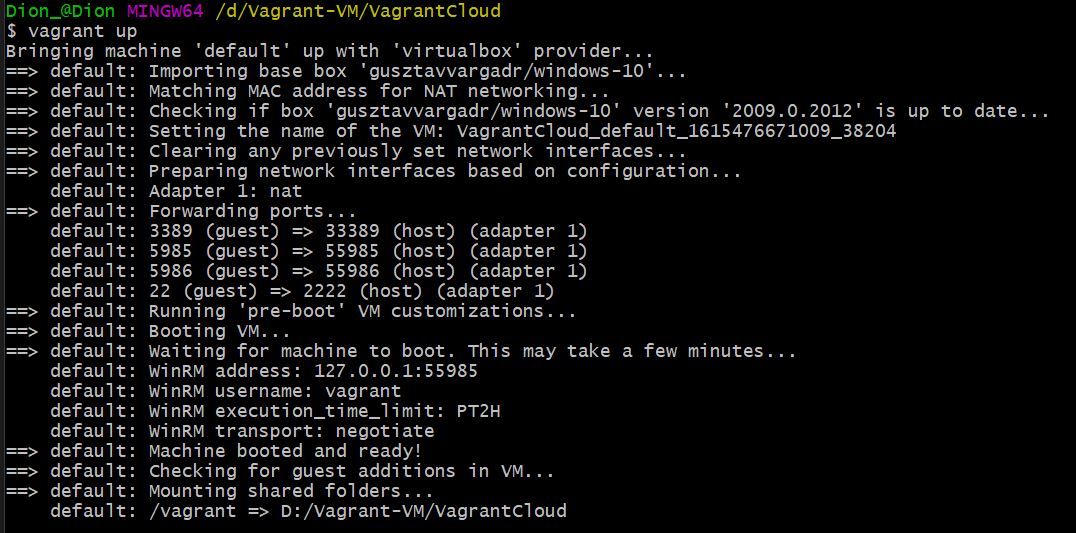 Dion_@Dion MINGW64 /d/Vagrant-VM/VagrantCloud
$ vagrant up
Bringing machine 'default' up with 'virtualbox' provider...
==> default: Importing base box 'gusztavvargadr/windows-10'...
==> default: Matching MAC address for NAT networking...
==> default: Checking if box 'gusztavvargadr/windows-10' version '2009.0.2012' is up to date...
==> default: Setting the name of the VM: VagrantCloud_default_1615476671009_38204
==> default: Clearing any previously set network interfaces...
==> default: Preparing network interfaces based on configuration...
    default: Adapter 1: nat
==> default: Forwarding ports...
    default: 3389 (guest) => 33389 (host) (adapter 1)
    default: 5985 (guest) => 55985 (host) (adapter 1)
    default: 5986 (guest) => 55986 (host) (adapter 1)
    default: 22 (guest) => 2222 (host) (adapter 1)
==> default: Running 'pre-boot' VM customizations...
==> default: Booting VM...
==> default: Waiting for machine to boot. This may take a few minutes...
    default: WinRM address: 127.0.0.1:55985
    default: WinRM username: vagrant
    default: WinRM execution_time_limit: PT2H
    default: WinRM transport: negotiate
==> default: Machine booted and ready!
==> default: Checking for guest additions in VM...
==> default: Mounting shared folders...
    default: /vagrant => D:/Vagrant-VM/VagrantCloud